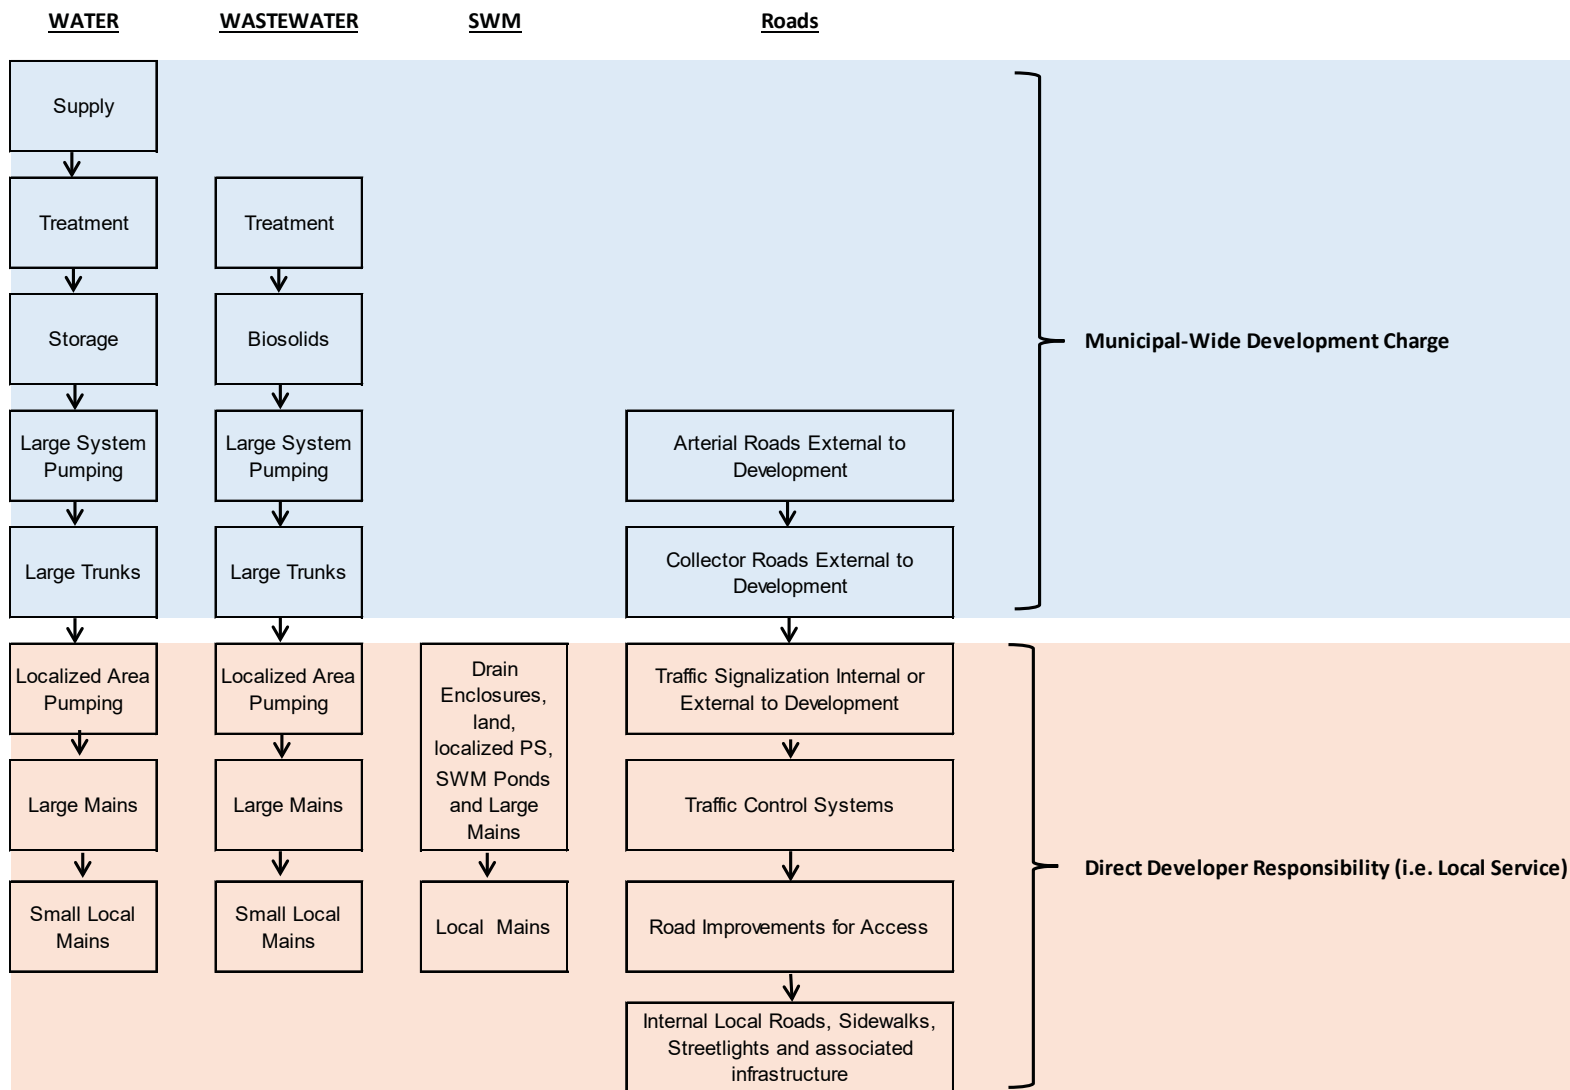 WATER
WASTEWATER
SWM
Roads
Supply
Treatment
Treatment
Storage
Biosolids
Municipal-Wide Development Charge
Large System
Pumping
Large System
Pumping
Arterial Roads External to
Development
Large Trunks
Large Trunks
Collector Roads External to
Development
Localized Area
Pumping
Localized Area
Pumping
Drain
Enclosures,
land,
localized PS,
SWM Ponds
and Large
Mains
Traffic Signalization Internal or
External to Development
Large Mains
Large Mains
Traffic Control Systems
Direct Developer Responsibility (i.e. Local Service)
Small Local
Mains
Small Local
Mains
Local  Mains
Road Improvements for Access
Internal Local Roads, Sidewalks,
Streetlights and associated
infrastructure